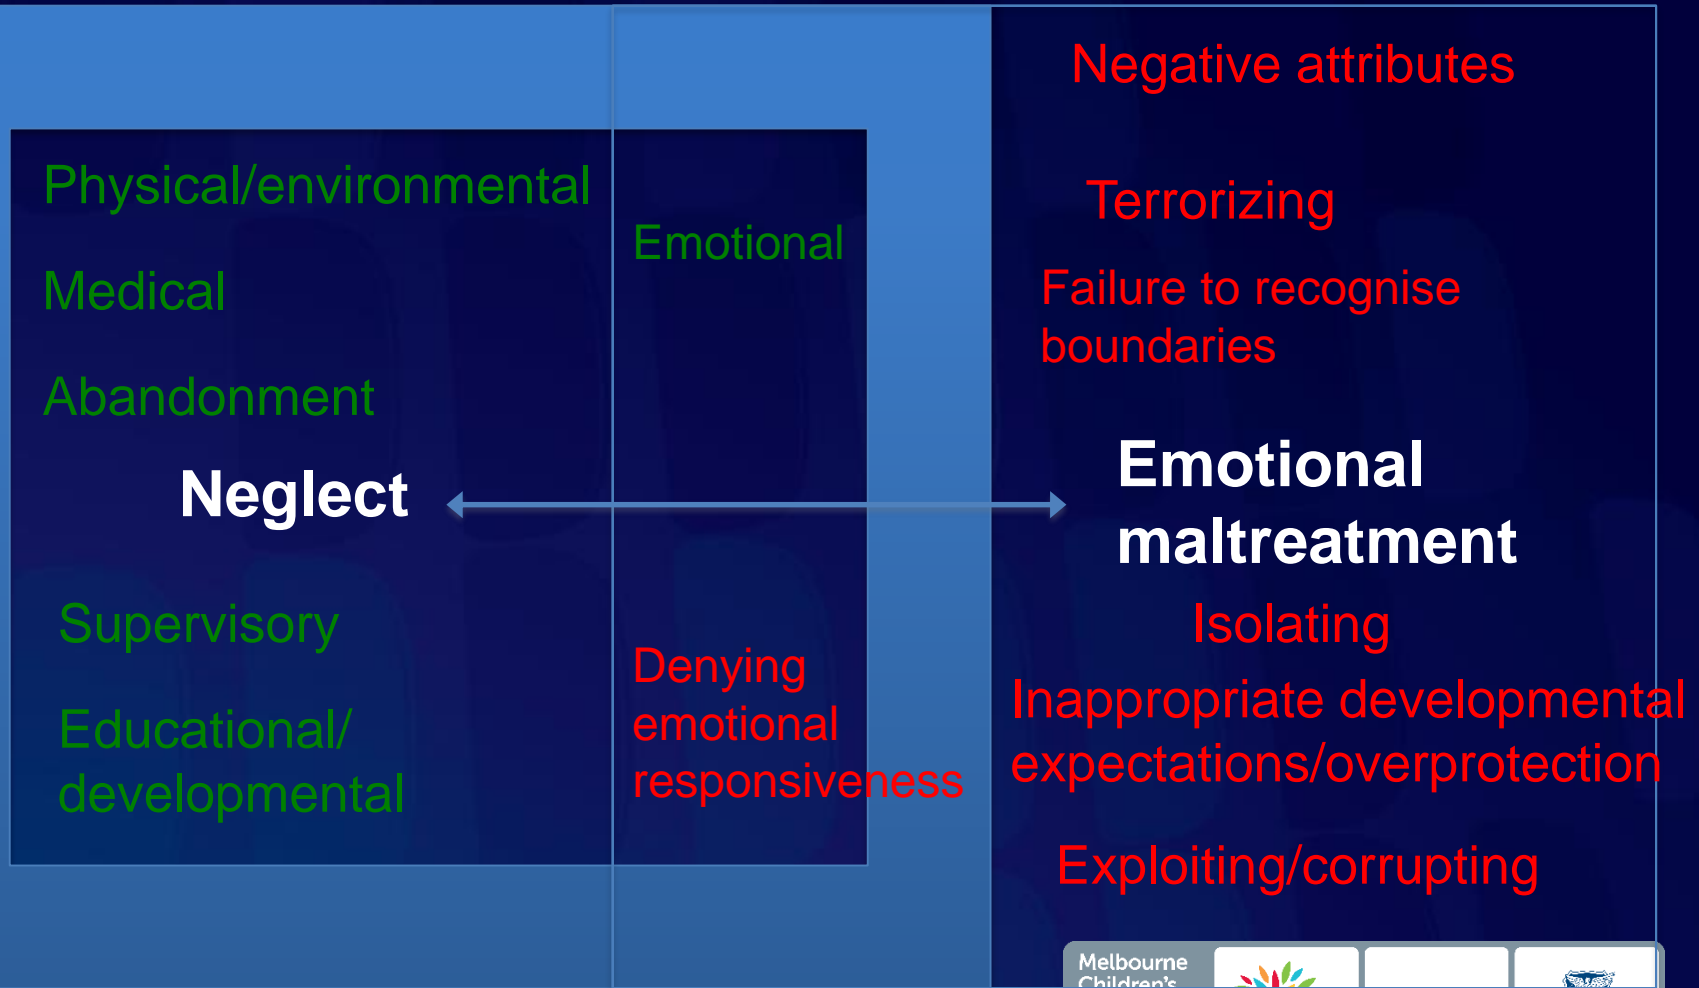 Negative attributes
Physical/environmental
Emotional
Terrorizing
Medical
Failure to recognise
boundaries
Abandonment
Neglect
Emotional
maltreatment
Supervisory
Isolating
Denying
emotional
responsiveness
Inappropriate developmental
expectations/overprotection
Educational/
developmental
Exploiting/corrupting
Melbourne
Children's